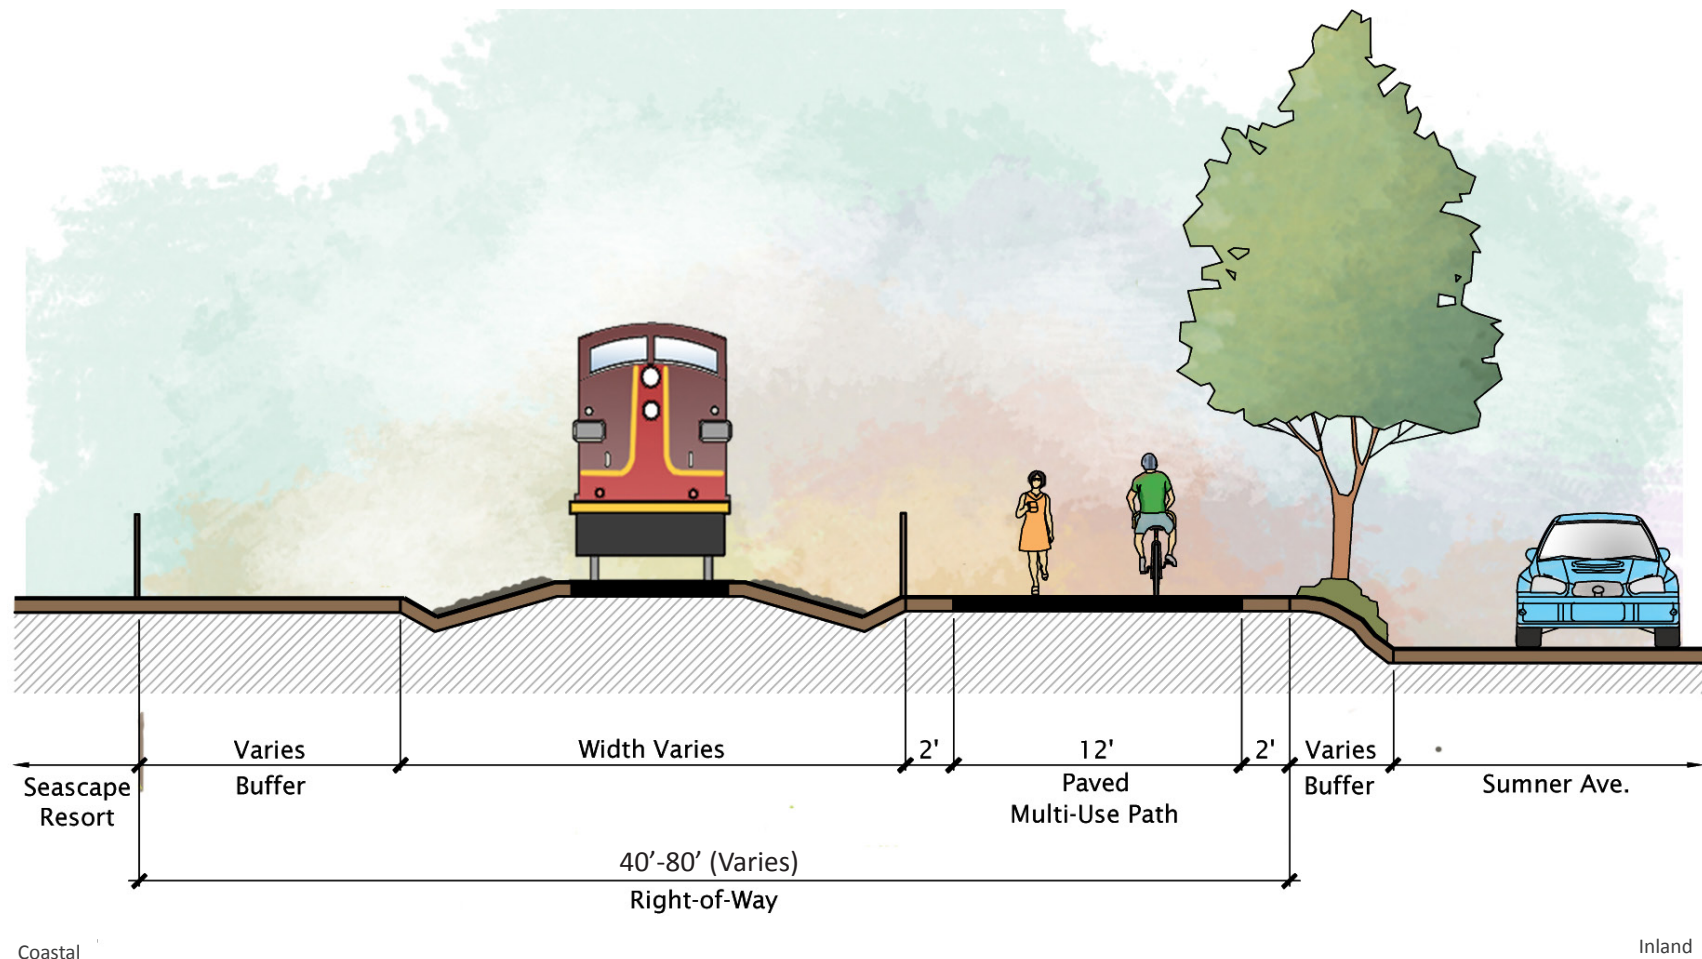 Varies
Width Varies
2'
12'
2'
Varies
Seascape
Resort
Buffer
Paved
Multi-Use Path
Buffer
Sumner Ave.
40’-80’ (Varies)
Right-of-Way
Coastal
Inland